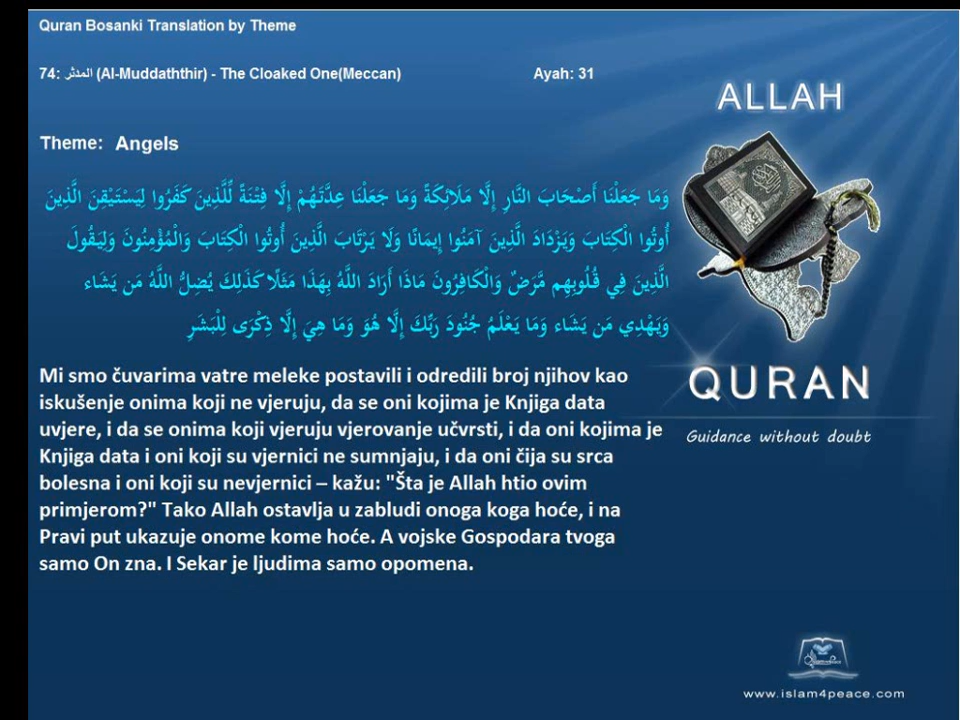 Quran Bosanki Translation by Theme
74: المدثر (Al-Muddaththir) - The Cloaked One(Meccan) Ayah: 31
ALLAH
Theme: Angels
وَمَا جَعَلْنَا أَصْحَابَ النَّارِ إِلَّا مَلَائِكَةً وَمَا جَعَلْنَا عِدَّتَهُمْ إِلَّا فِتْنَةً لِّلَّذِينَ كَفَرُوا لِيَسْتَيْقِنَ الَّذِينَ
أُوتُوا الْكِتَابَ وَيَزْدَادَ الَّذِينَ آمَنُوا إِيمَانًا وَلَا يَرْتَابَ الَّذِينَ أُوتُوا الْكِتَابَ وَالْمُؤْمِنُونَ وَلِيَقُولَ
الَّذِينَ فِي قُلُوبِهِم مَّرَضٌ وَالْكَافِرُونَ مَاذَا أَرَادَ اللَّهُ بِهَذَا مَثَلًا كَذَلِكَ يُضِلُّ اللَّهُ مَن يَشَاء
وَيَهْدِي مَن يَشَاء وَمَا يَعْلَمُ جُنُودَ رَبِّكَ إِلَّا هُوَ وَمَا هِيَ إِلَّا ذِكْرَى لِلْبَشَرِ
Mi smo čuvarima vatre meleke postavili i odredili broj njihov kao
iskušenje onima koji ne vjeruju, da se oni kojima je Knjiga data
uvjere, i da se onima koji vjeruju vjerovanje učvrsti, i da oni kojima je
Knjiga data i oni koji su vjernici ne sumnjaju, i da oni čija su srca
bolesna i oni koji su nevjernici – kažu: "Šta je Allah htio ovim
primjerom?" Tako Allah ostavlja u zabludi onoga koga hoće, i na
Pravi put ukazuje onome kome hoće. A vojske Gospodara tvoga
samo On zna. I Sekar je ljudima samo opomena.
QURAN
Guidance without doubt
www.islam4peace.com